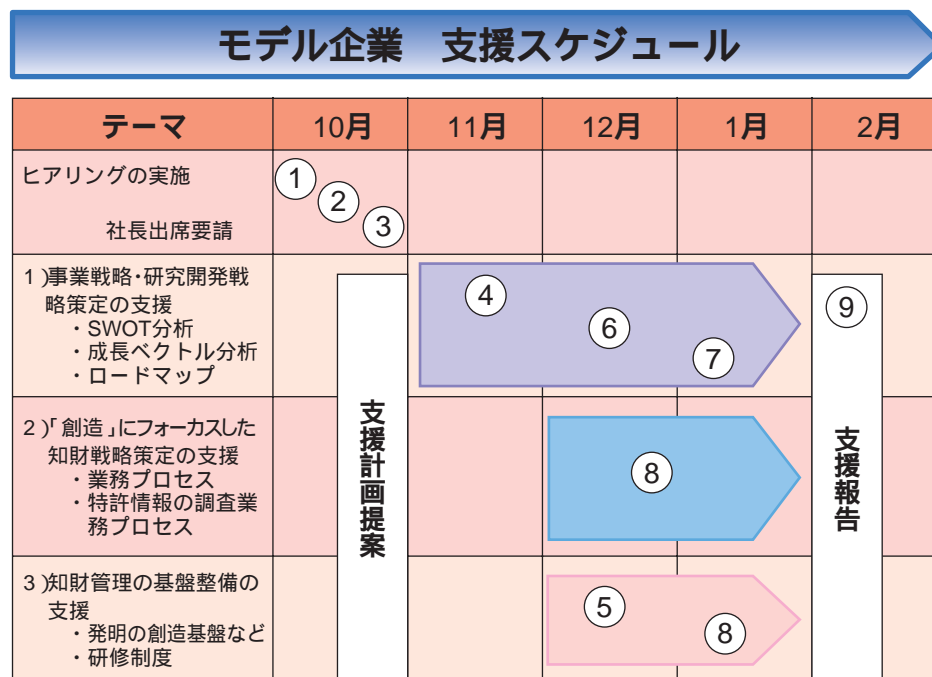 モデル企業 支援スケジュール
テーマ 10月 11月 12月 1月 2月
ヒアリングの実施
社長出席要請
① ② ③
1)事業戦略・研究開発戦
略策定の支援
・SWOT分析
・成長ベクトル分析
・ロードマップ
④ ⑥ ⑦ ⑨
2)「創造」にフォーカスした
知財戦略策定の支援
・業務プロセス
・特許情報の調査業
務プロセス
⑧
3)知財管理の基盤整備の
支援
・発明の創造基盤など
・研修制度
⑤ ⑧
支援計画提案
支援報告